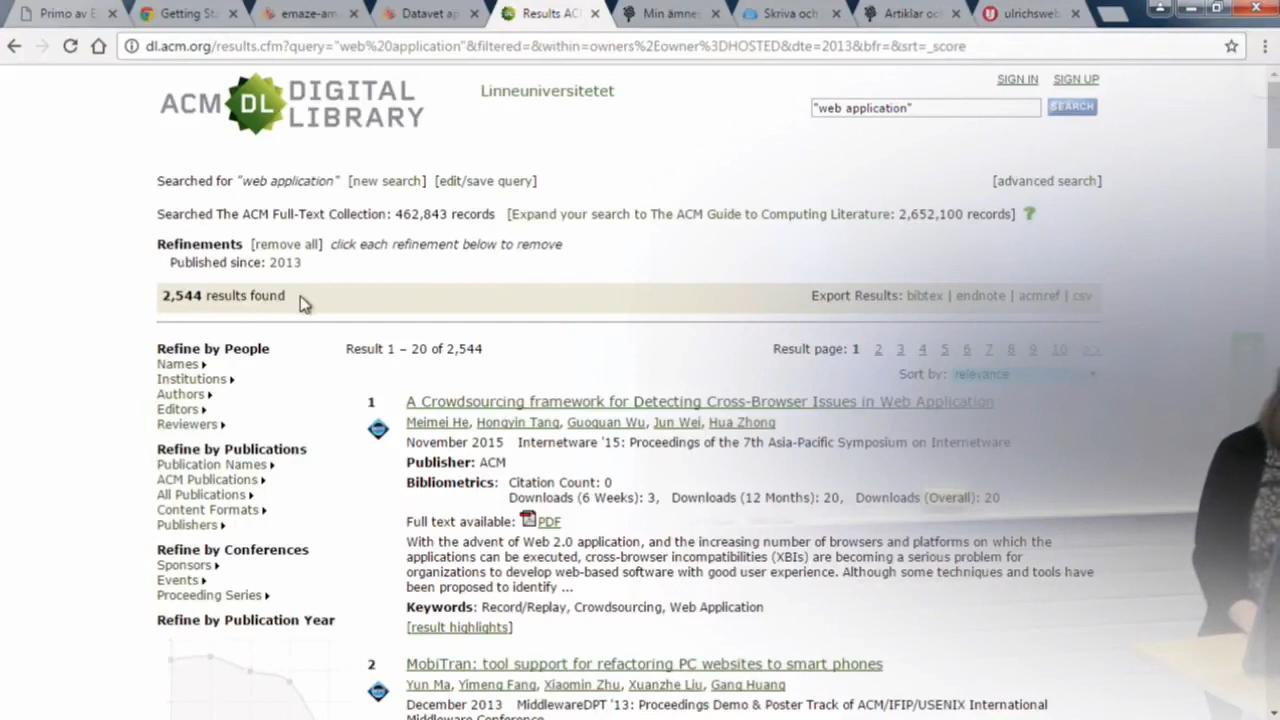 Primo av E
Getting Sta
emaze-am
Datavet ap
Results AC
Min ämne
Skriva och
Artiklar oc
ulrichsweb
dl.acm.org/results.cfm?query="web%20application"&filtered=&within=owners%2Eowner%3DHOSTED&dte=2013&bfr=&srt=_score
ACM DL DIGITAL LIBRARY
Linneuniversitetet
SIGN IN SIGN UP
"web application" SEARCH
Searched for "web application" [new search] [edit/save query] [advanced search]
Searched The ACM Full-Text Collection: 462,843 records [Expand your search to The ACM Guide to Computing Literature: 2,652,100 records] ?
Refinements [remove all] click each refinement below to remove
Published since: 2013
2,544 results found Export Results: bibtex | endnote | acmref | csv
Refine by People
Names
Institutions
Authors
Editors
Reviewers
Refine by Publications
Publication Names
ACM Publications
All Publications
Content Formats
Publishers
Refine by Conferences
Sponsors
Events
Proceeding Series
Refine by Publication Year
Result 1 – 20 of 2,544 Result page: 1 2 3 4 5 6 7 8 9 10 >>
Sort by: relevance
1 A Crowdsourcing framework for Detecting Cross-Browser Issues in Web Application
Meimei He, Hongyin Tang, Guoquan Wu, Jun Wei, Hua Zhong
November 2015 Internetware '15: Proceedings of the 7th Asia-Pacific Symposium on Internetware
Publisher: ACM
Bibliometrics: Citation Count: 0
Downloads (6 Weeks): 3, Downloads (12 Months): 20, Downloads (Overall): 20
Full text available: PDF
With the advent of Web 2.0 application, and the increasing number of browsers and platforms on which the
applications can be executed, cross-browser incompatibilities (XBIs) are becoming a serious problem for
organizations to develop web-based software with good user experience. Although some techniques and tools have
been proposed to identify ...
Keywords: Record/Replay, Crowdsourcing, Web Application
[result highlights]
2 MobiTran: tool support for refactoring PC websites to smart phones
Yun Ma, Yimeng Fang, Xiaomin Zhu, Xuanzhe Liu, Gang Huang
December 2013 MiddlewareDPT '13: Proceedings Demo & Poster Track of ACM/IFIP/USENIX International
Middleware Conference